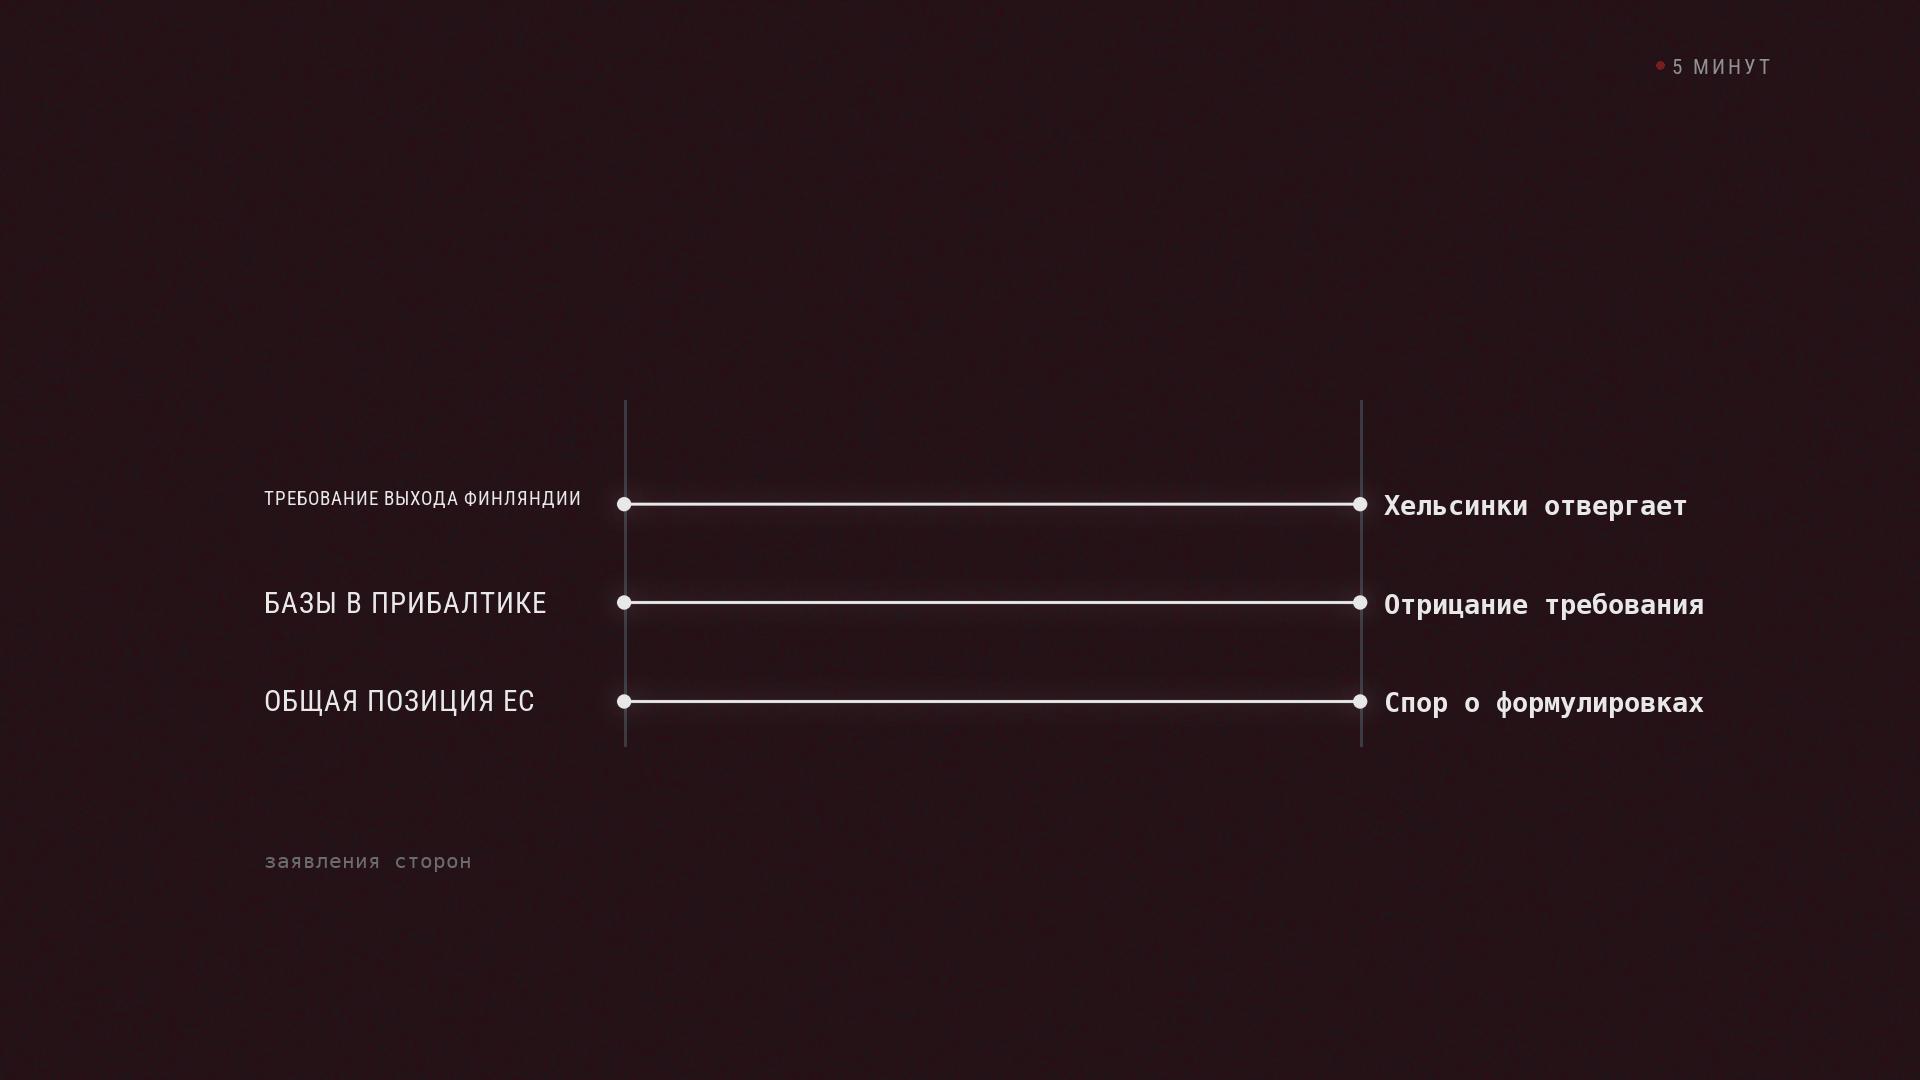 5 МИНУТ
ТРЕБОВАНИЕ ВЫХОДА ФИНЛЯНДИИ
Хельсинки отвергает
БАЗЫ В ПРИБАЛТИКЕ
Отрицание требования
ОБЩАЯ ПОЗИЦИЯ ЕС
Спор о формулировках
заявления сторон